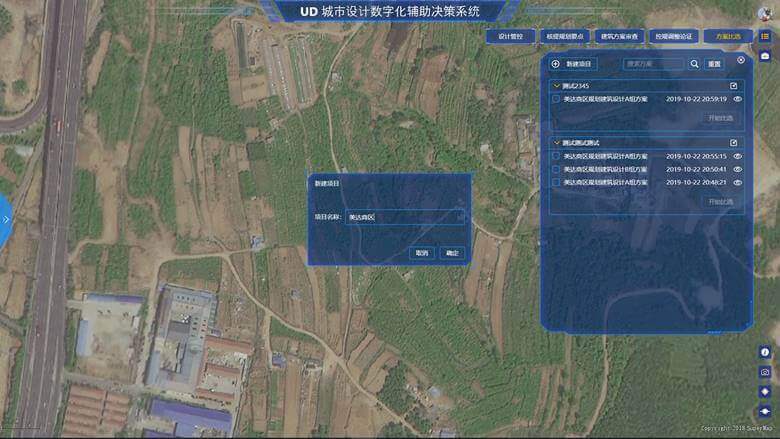 UD 城市设计数字化辅助决策系统
设计管控
核提规划要点
建筑方案审查
控规调整论证
方案比选
新建项目
搜索方案
重置
测试2345
美达商区规划建筑设计A组方案 2019-10-22 20:59:19
开始比选
测试测试测试
美达商区规划建筑设计A组方案 2019-10-22 20:55:15
美达商区规划建筑设计B组方案 2019-10-22 20:50:41
美达商区规划建筑设计A组方案 2019-10-22 20:48:21
开始比选
新建项目
项目名称: 美达商区
取消
确定
Copyright 2018 SuperMap